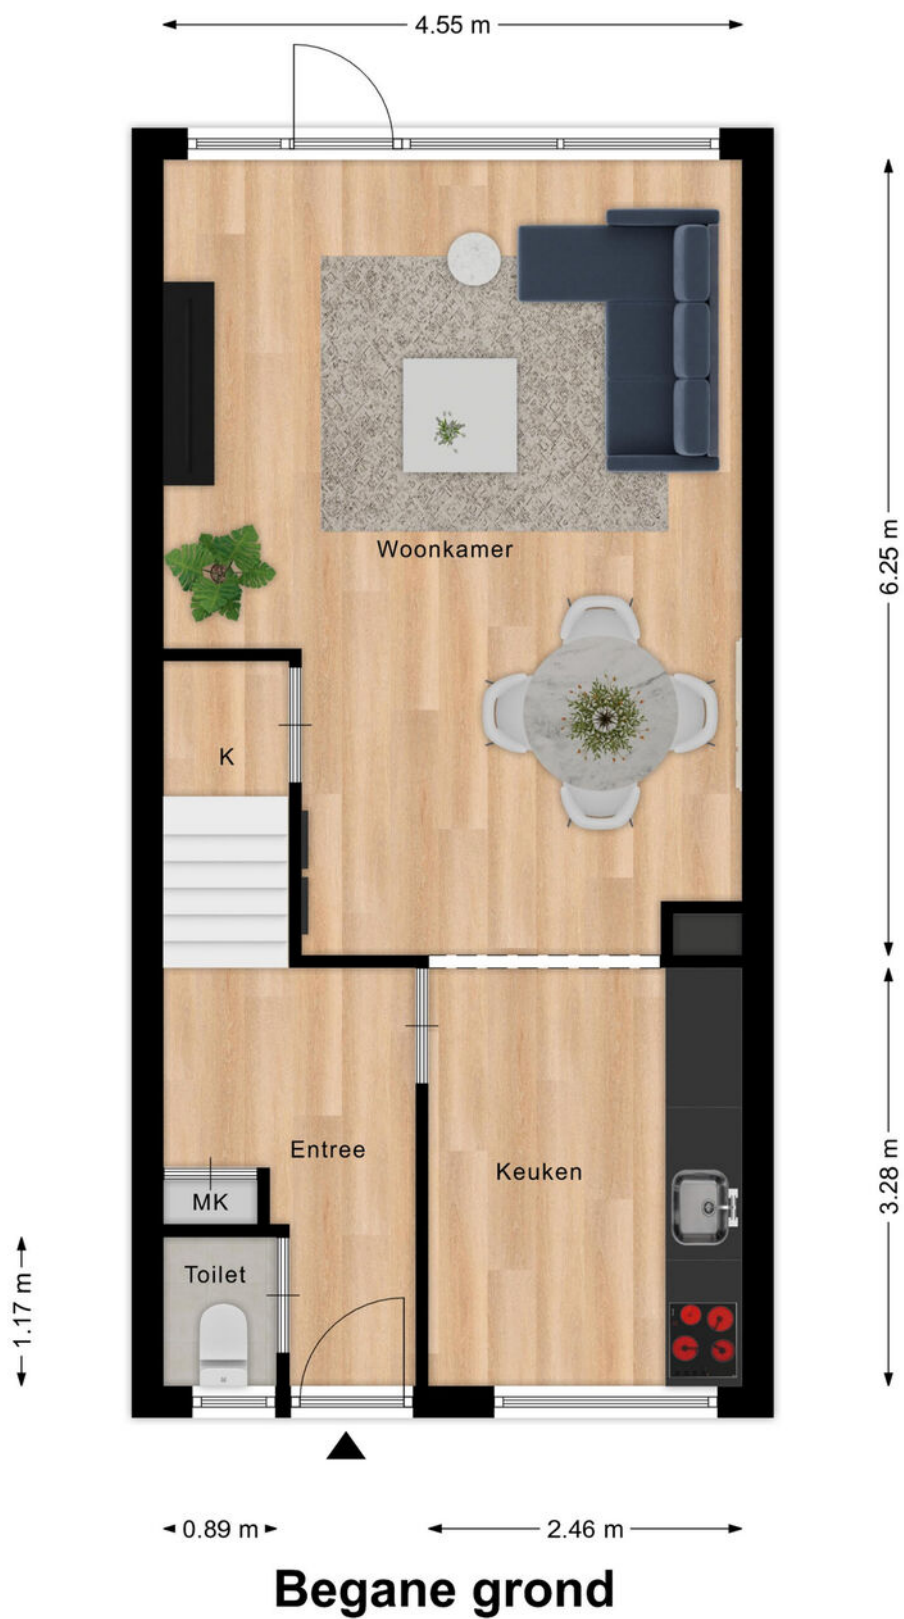 4.55 m
Woonkamer
6.25 m
K
Entree
Keuken
3.28 m
MK
Toilet
1.17 m
0.89 m
2.46 m
Begane grond